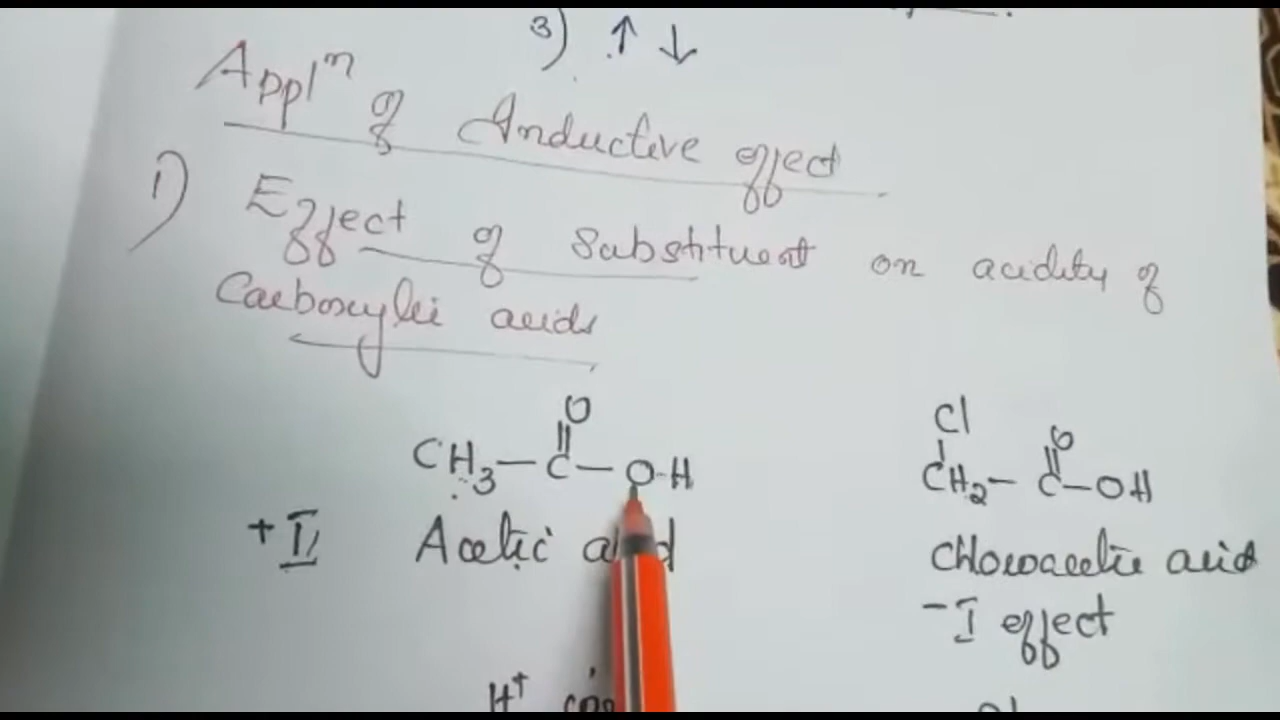 3) ↑ ↓
Applⁿ of Inductive effect
1) Effect of Substituent on acidity of
Carboxylic acids
O Cl O
CH₃ – C – O-H CH₂ – C – OH
+I Acetic acid Chloroacetic acid
-I effect
H⁺